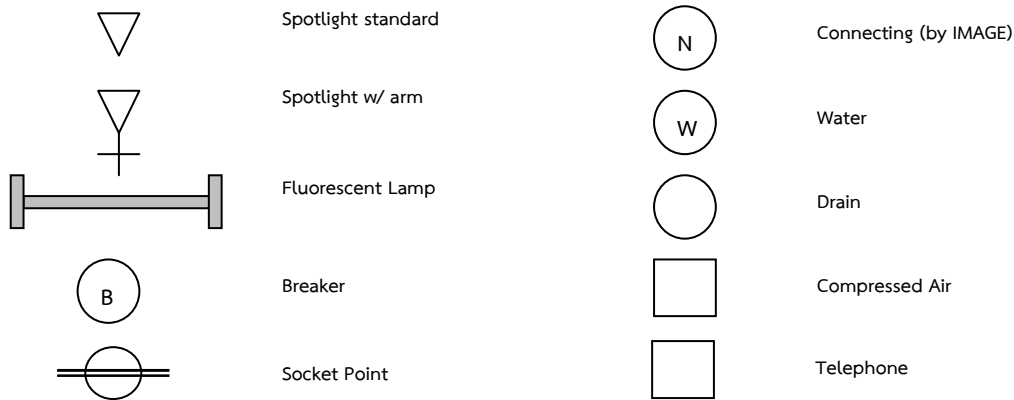 Spotlight standard
Spotlight w/ arm
Fluorescent Lamp
B
Breaker
Socket Point
N
Connecting (by IMAGE)
W
Water
Drain
Compressed Air
Telephone